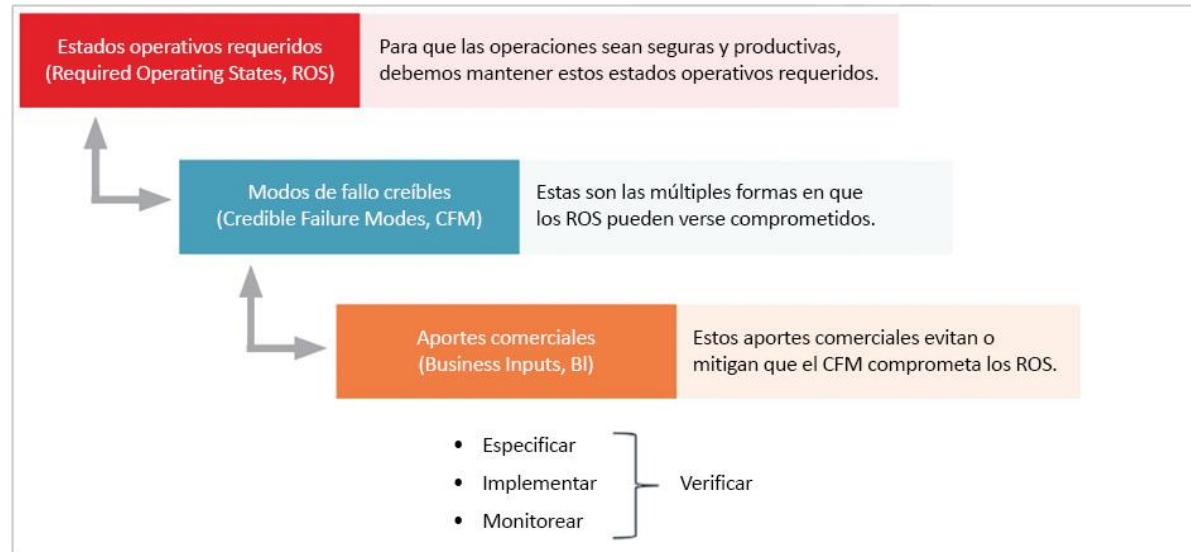 Estados operativos requeridos
(Required Operating States, ROS)
Para que las operaciones sean seguras y productivas,
debemos mantener estos estados operativos requeridos.
Modos de fallo creíbles
(Credible Failure Modes, CFM)
Estas son las múltiples formas en que
los ROS pueden verse comprometidos.
Aportes comerciales
(Business Inputs, BI)
Estos aportes comerciales evitan o
mitigan que el CFM comprometa los ROS.
• Especificar
• Implementar
• Monitorear
Verificar